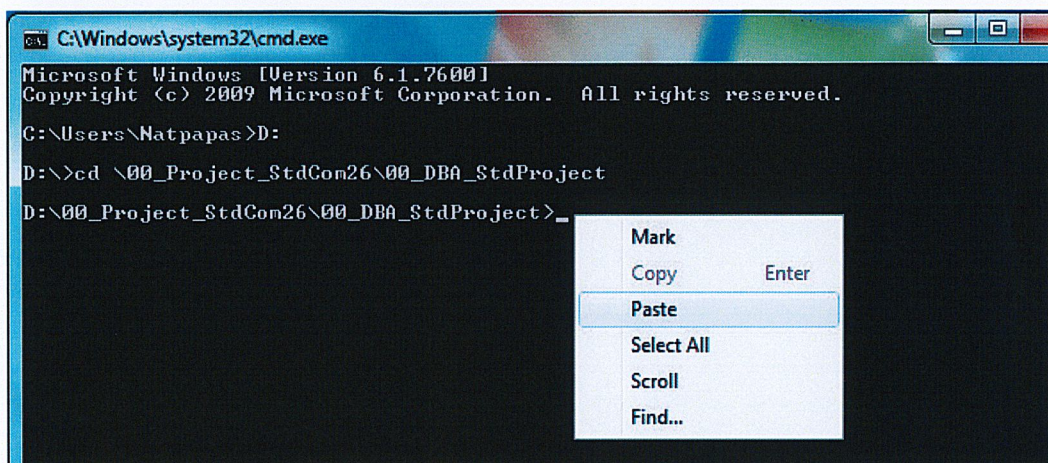 C:\Windows\system32\cmd.exe
Microsoft Windows [Version 6.1.7600]
Copyright (c) 2009 Microsoft Corporation.  All rights reserved.
C:\Users\Natpapas>D:
D:\>cd \00_Project_StdCom26\00_DBA_StdProject
D:\00_Project_StdCom26\00_DBA_StdProject>_
Mark
Copy Enter
Paste
Select All
Scroll
Find...